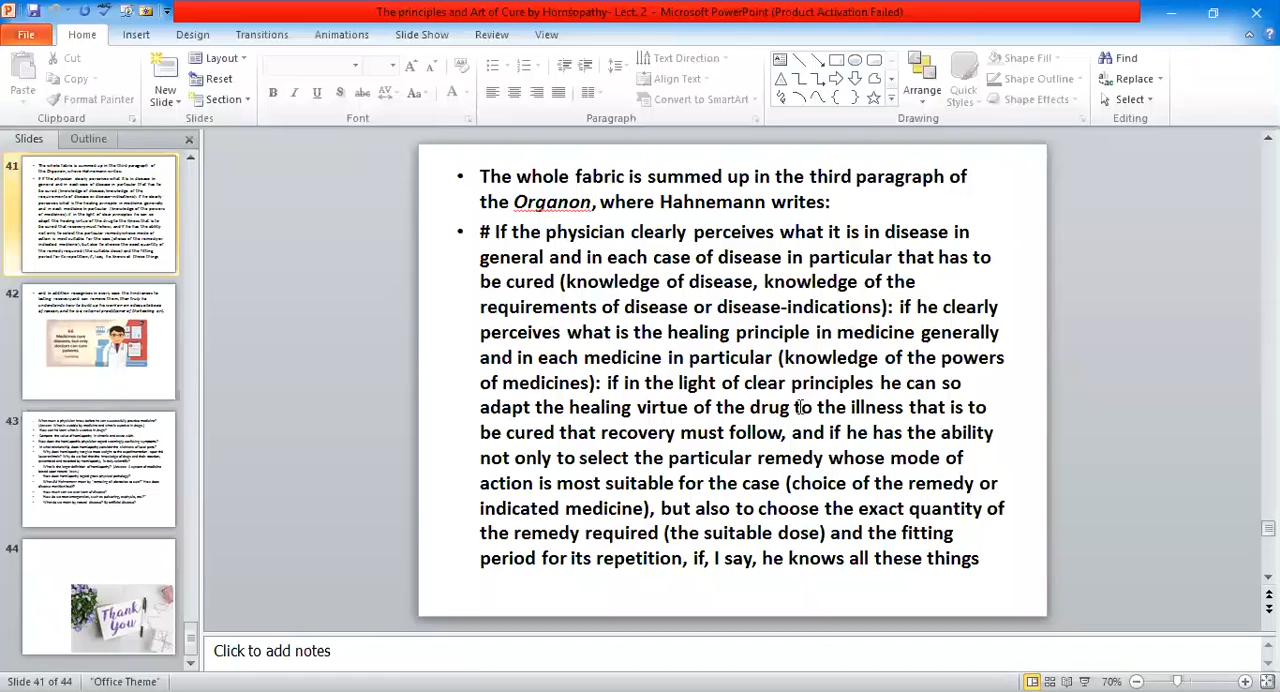 The principles and Art of Cure by Homoeopathy- Lect. 2 - Microsoft PowerPoint (Product Activation Failed)
File Home Insert Design Transitions Animations Slide Show Review View
Cut
Copy
Format Painter
Paste
Clipboard
New
Slide
Layout
Reset
Section
Slides
Font
Text Direction
Align Text
Convert to SmartArt
Paragraph
Arrange
Quick
Styles
Shape Fill
Shape Outline
Shape Effects
Drawing
Find
Replace
Select
Editing
Slides Outline
41
42
43
44
Thank
You
• The whole fabric is summed up in the third paragraph of
the Organon, where Hahnemann writes:
• # If the physician clearly perceives what it is in disease in
general and in each case of disease in particular that has to
be cured (knowledge of disease, knowledge of the
requirements of disease or disease-indications): if he clearly
perceives what is the healing principle in medicine generally
and in each medicine in particular (knowledge of the powers
of medicines): if in the light of clear principles he can so
adapt the healing virtue of the drug to the illness that is to
be cured that recovery must follow, and if he has the ability
not only to select the particular remedy whose mode of
action is most suitable for the case (choice of the remedy or
indicated medicine), but also to choose the exact quantity of
the remedy required (the suitable dose) and the fitting
period for its repetition, if, I say, he knows all these things
Click to add notes
Slide 41 of 44 "Office Theme" 70%